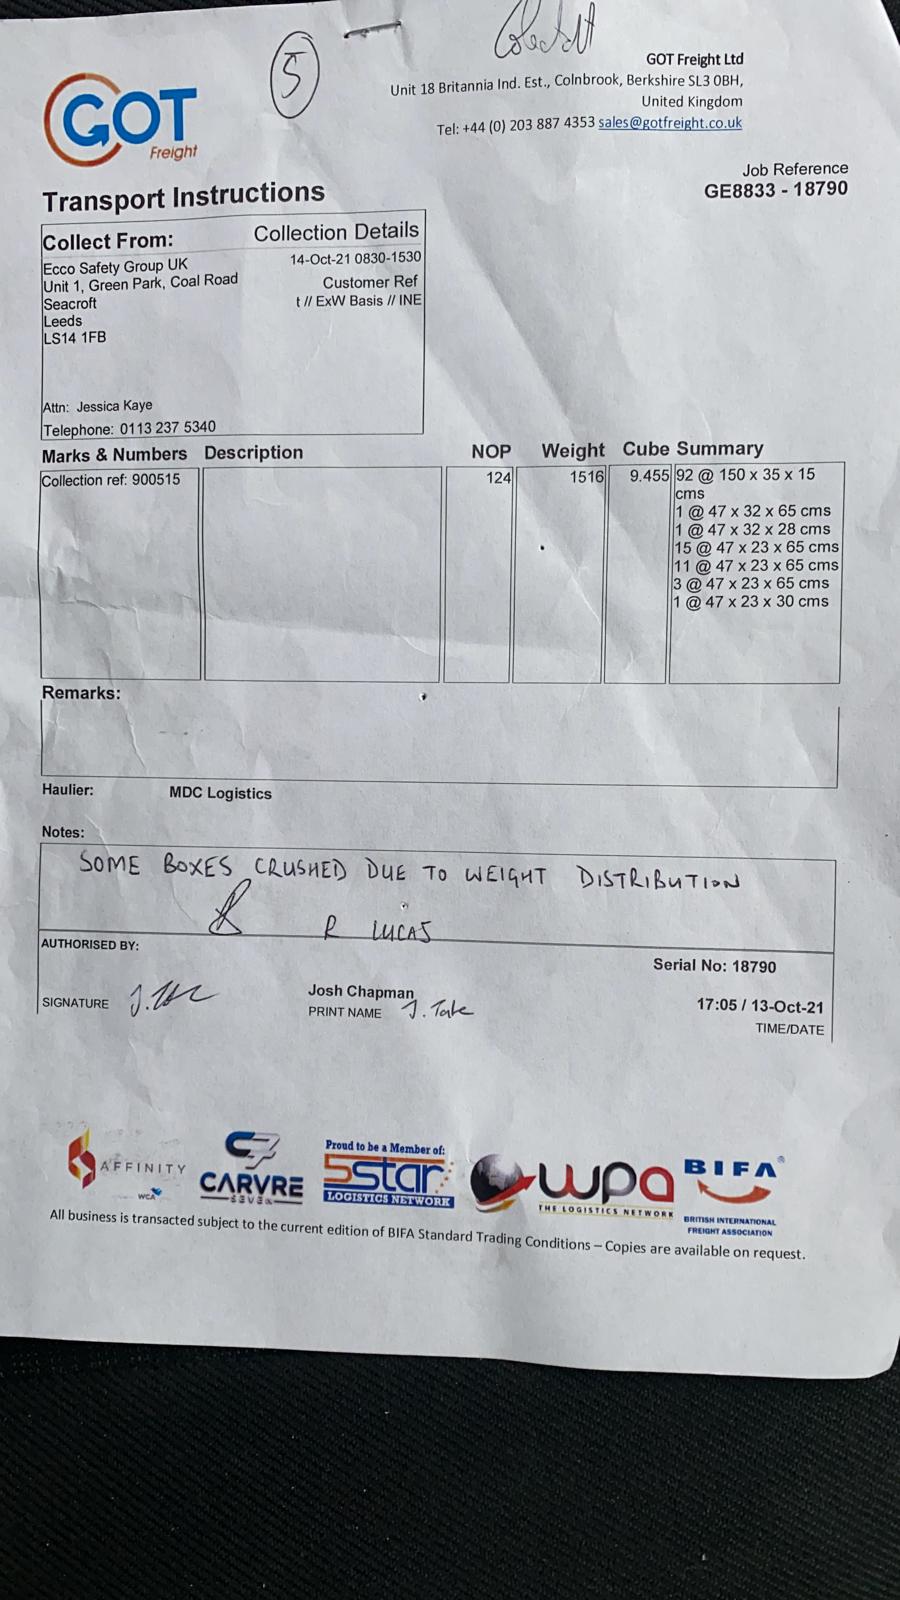 5
GOT
Freight
GOT Freight Ltd
Unit 18 Britannia Ind. Est., Colnbrook, Berkshire SL3 0BH,
United Kingdom
Tel: +44 (0) 203 887 4353 sales@gotfreight.co.uk
Job Reference
GE8833 - 18790
Transport Instructions
Collect From: Collection Details
Ecco Safety Group UK 14-Oct-21 0830-1530
Unit 1, Green Park, Coal Road Customer Ref
Seacroft t // ExW Basis // INE
Leeds
LS14 1FB
Attn: Jessica Kaye
Telephone: 0113 237 5340
Marks & Numbers Description NOP Weight Cube Summary
Collection ref: 900515 124 1516 9.455 92 @ 150 x 35 x 15
cms
1 @ 47 x 32 x 65 cms
1 @ 47 x 32 x 28 cms
15 @ 47 x 23 x 65 cms
11 @ 47 x 23 x 65 cms
3 @ 47 x 23 x 65 cms
1 @ 47 x 23 x 30 cms
Remarks:
Haulier: MDC Logistics
Notes:
SOME BOXES CRUSHED DUE TO WEIGHT DISTRIBUTION
R LUCAS
AUTHORISED BY:
Serial No: 18790
SIGNATURE
Josh Chapman
PRINT NAME J. Tate
17:05 / 13-Oct-21
TIME/DATE
AFFINITY
WCA
CARVRE
SEVEN
Proud to be a Member of:
5star
LOGISTICS NETWORK
wpa
THE LOGISTICS NETWORK
BIFA
BRITISH INTERNATIONAL
FREIGHT ASSOCIATION
All business is transacted subject to the current edition of BIFA Standard Trading Conditions – Copies are available on request.